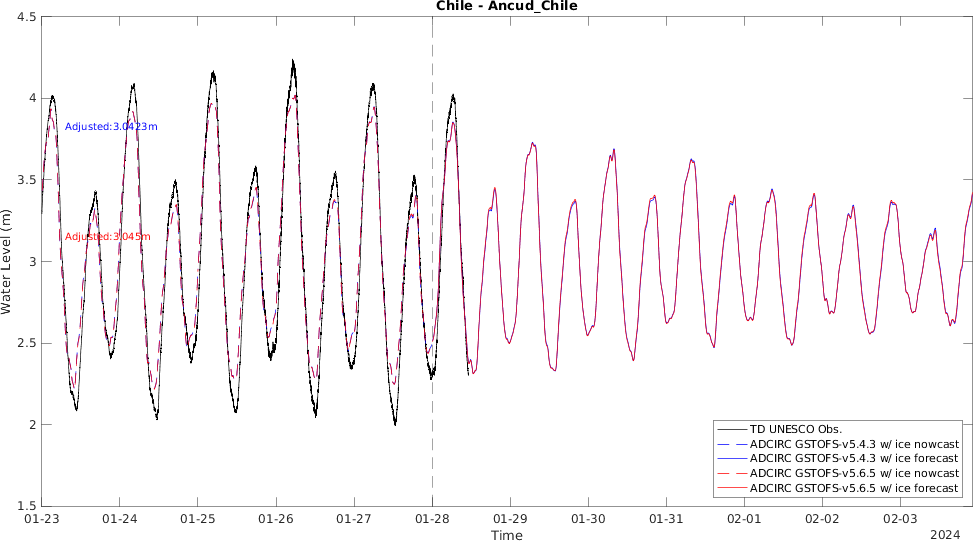 Chile - Ancud_Chile
4.5
4
3.5
3
2.5
2
1.5
Water Level (m)
Adjusted:3.0423m
Adjusted:3.045m
TD UNESCO Obs.
ADCIRC GSTOFS-v5.4.3 w/ ice nowcast
ADCIRC GSTOFS-v5.4.3 w/ ice forecast
ADCIRC GSTOFS-v5.6.5 w/ ice nowcast
ADCIRC GSTOFS-v5.6.5 w/ ice forecast
01-23 01-24 01-25 01-26 01-27 01-28 01-29 01-30 01-31 02-01 02-02 02-03
Time
2024